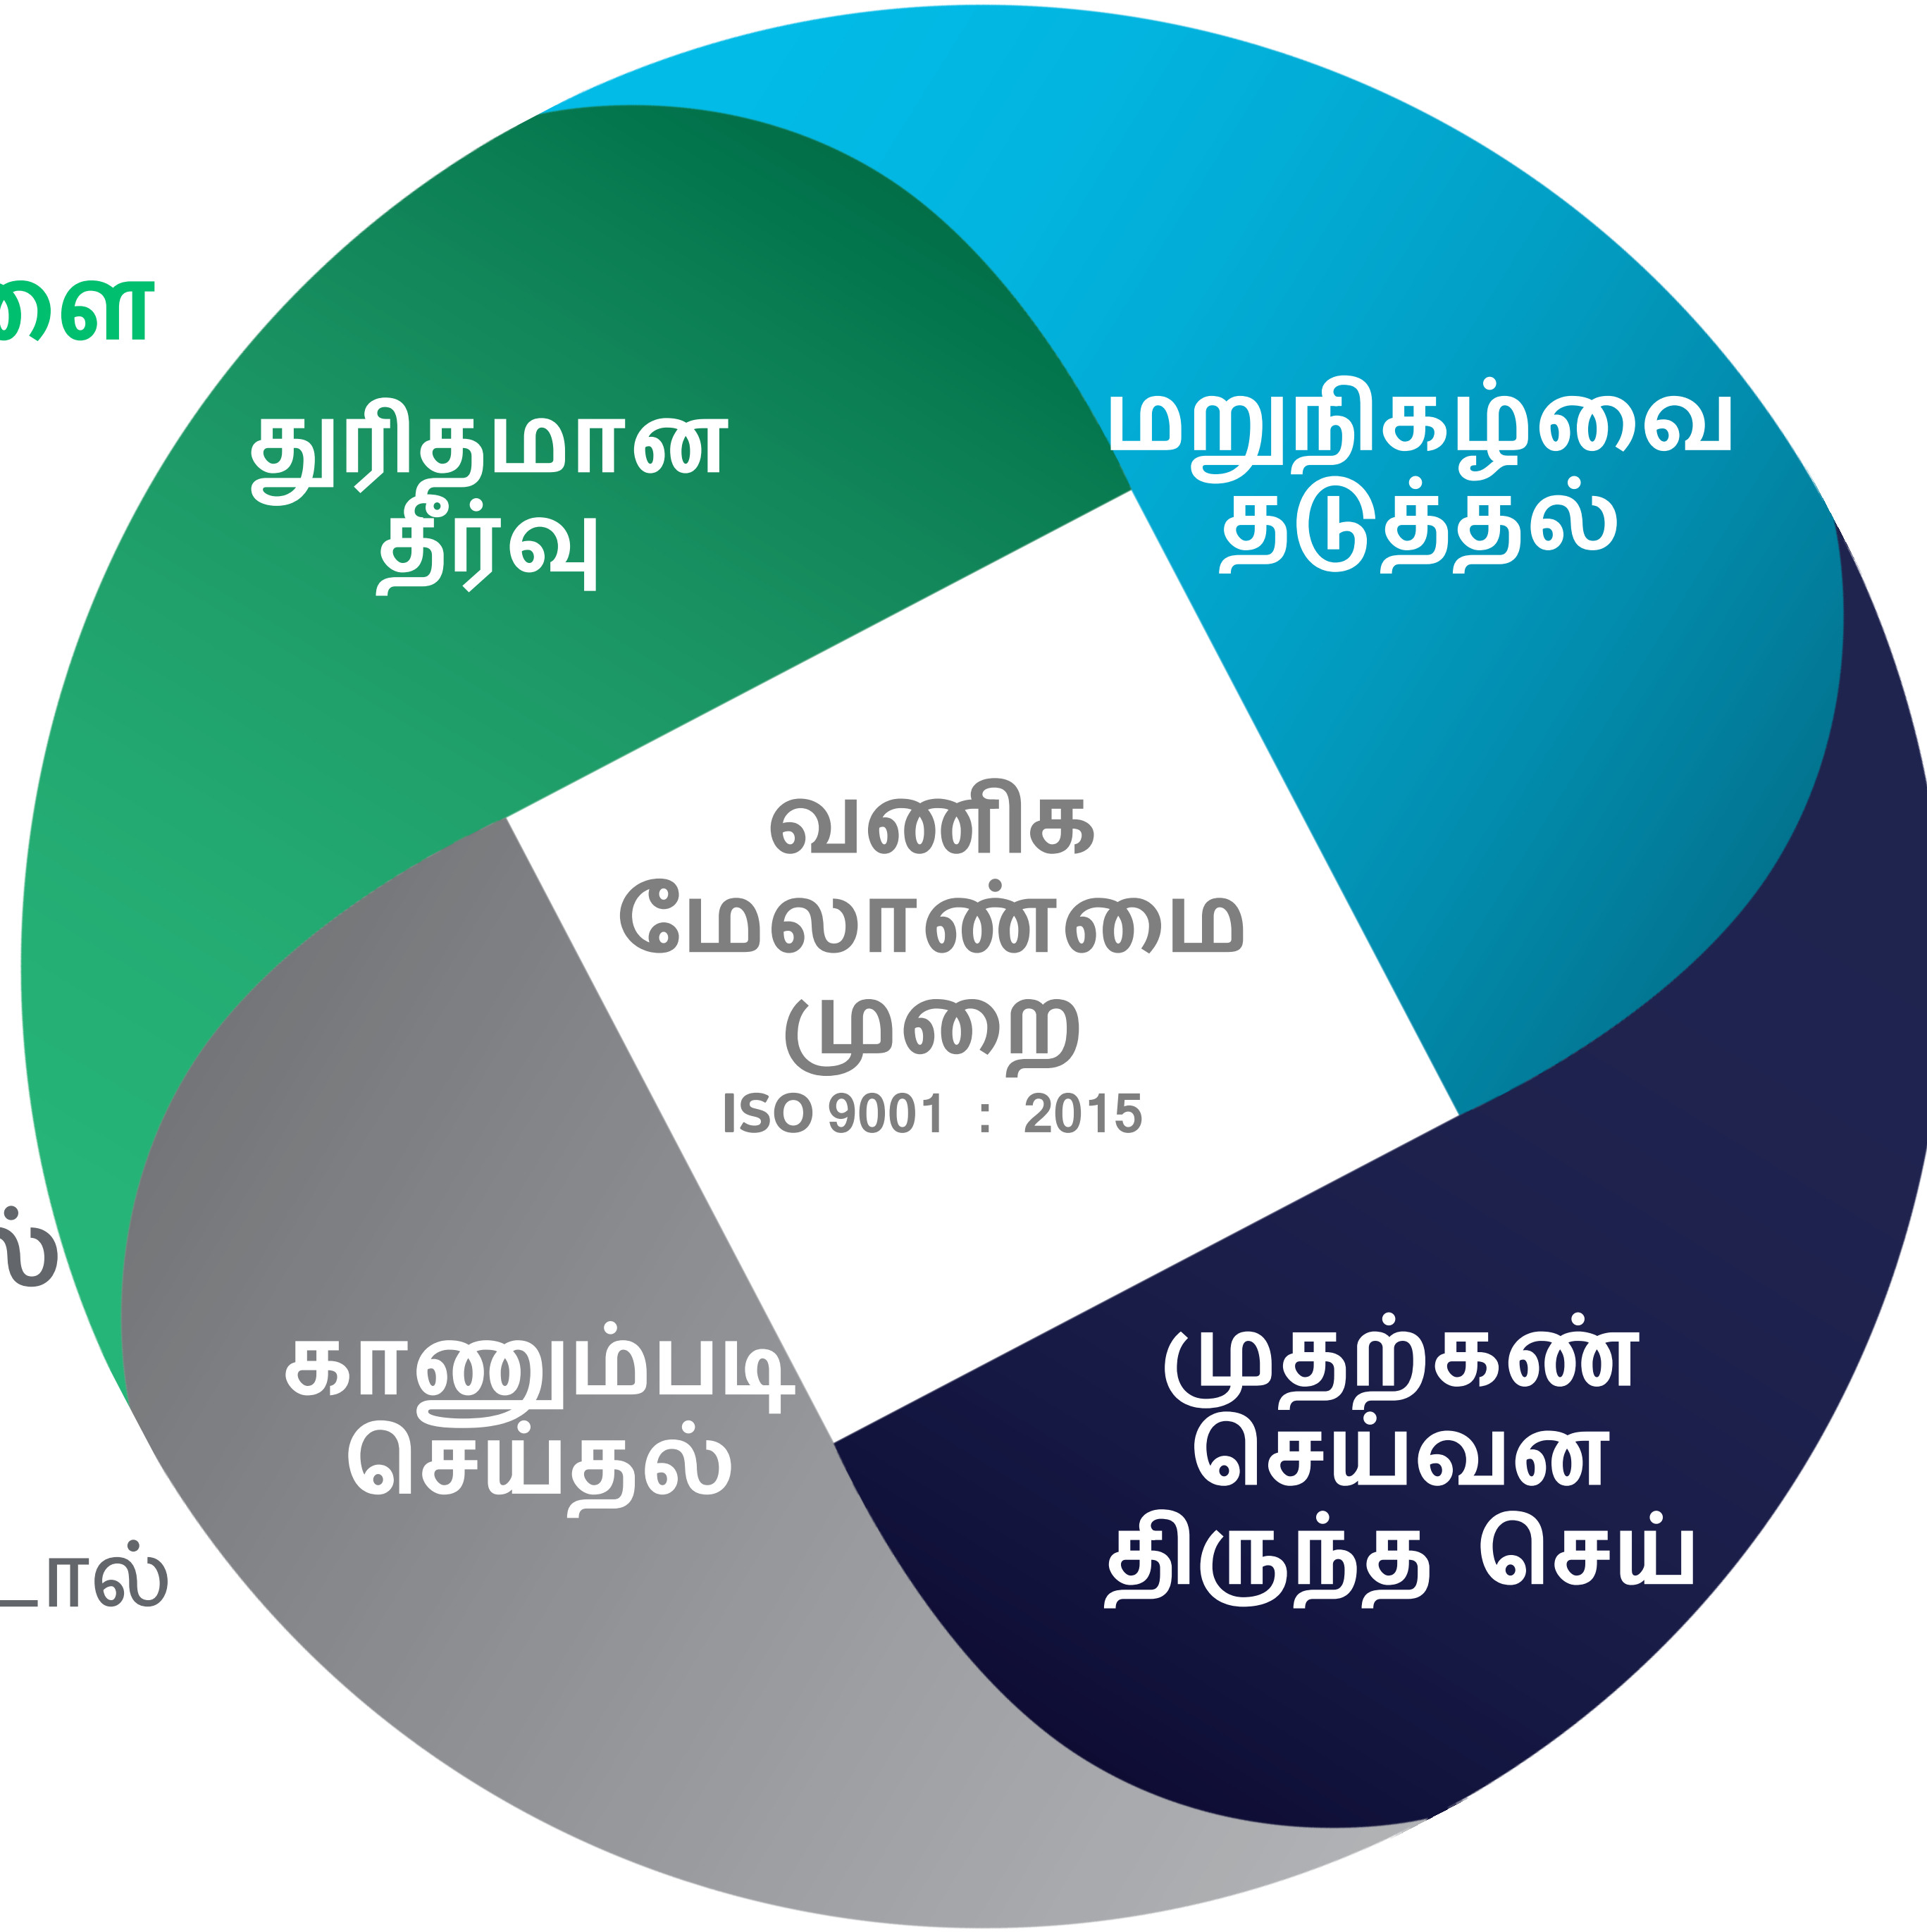 துரிதமான
தீர்வு
மறுநிகழ்வை
தடுத்தல்
வணிக
மேலாண்மை
முறை
ISO 9001 : 2015
காணும்படி
செய்தல்
முதற்கண்
செய்வன
திருந்த செய்